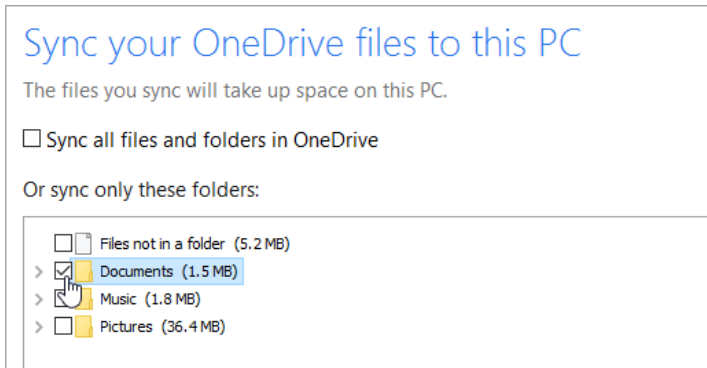 Sync your OneDrive files to this PC
The files you sync will take up space on this PC.
Sync all files and folders in OneDrive
Or sync only these folders:
Files not in a folder (5.2 MB)
Documents (1.5 MB)
Music (1.8 MB)
Pictures (36.4 MB)